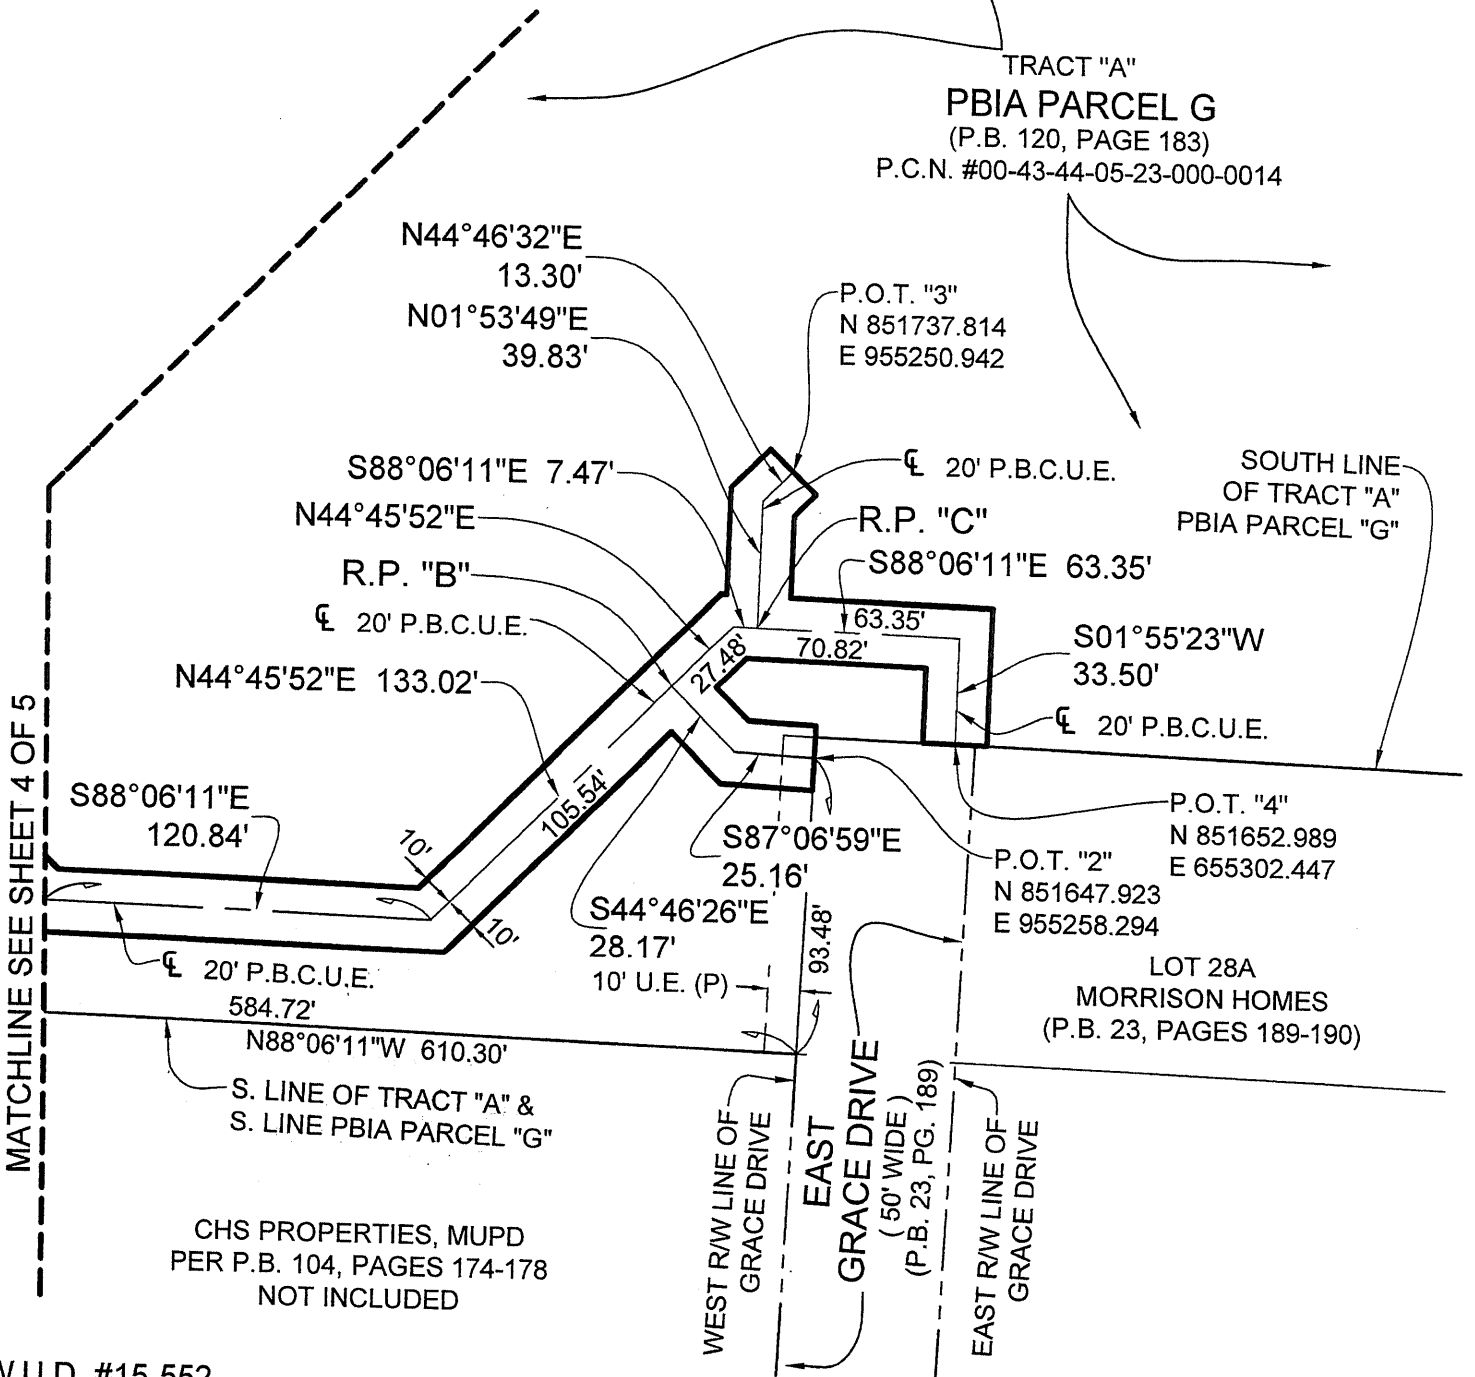 TRACT "A"
PBIA PARCEL G
(P.B. 120, PAGE 183)
P.C.N. #00-43-44-05-23-000-0014
N44°46'32"E
13.30'
N01°53'49"E
39.83'
P.O.T. "3"
N 851737.814
E 955250.942
S88°06'11"E 7.47'
N44°45'52"E
R.P. "B"
℄ 20' P.B.C.U.E.
N44°45'52"E 133.02'
℄ 20' P.B.C.U.E.
R.P. "C"
S88°06'11"E 63.35'
63.35'
70.82'
27.48'
SOUTH LINE
OF TRACT "A"
PBIA PARCEL "G"
S01°55'23"W
33.50'
℄ 20' P.B.C.U.E.
MATCHLINE SEE SHEET 4 OF 5
S88°06'11"E
120.84'
105.54'
10'
10'
S87°06'59"E
25.16'
S44°46'26"E
28.17'
10' U.E. (P)
93.48'
P.O.T. "4"
N 851652.989
E 655302.447
P.O.T. "2"
N 851647.923
E 955258.294
℄ 20' P.B.C.U.E.
584.72'
N88°06'11"W 610.30'
S. LINE OF TRACT "A" &
S. LINE PBIA PARCEL "G"
LOT 28A
MORRISON HOMES
(P.B. 23, PAGES 189-190)
WEST R/W LINE OF
GRACE DRIVE
EAST
GRACE DRIVE
( 50' WIDE )
(P.B. 23, PG. 189)
EAST R/W LINE OF
GRACE DRIVE
CHS PROPERTIES, MUPD
PER P.B. 104, PAGES 174-178
NOT INCLUDED
W.U.D. #15-552